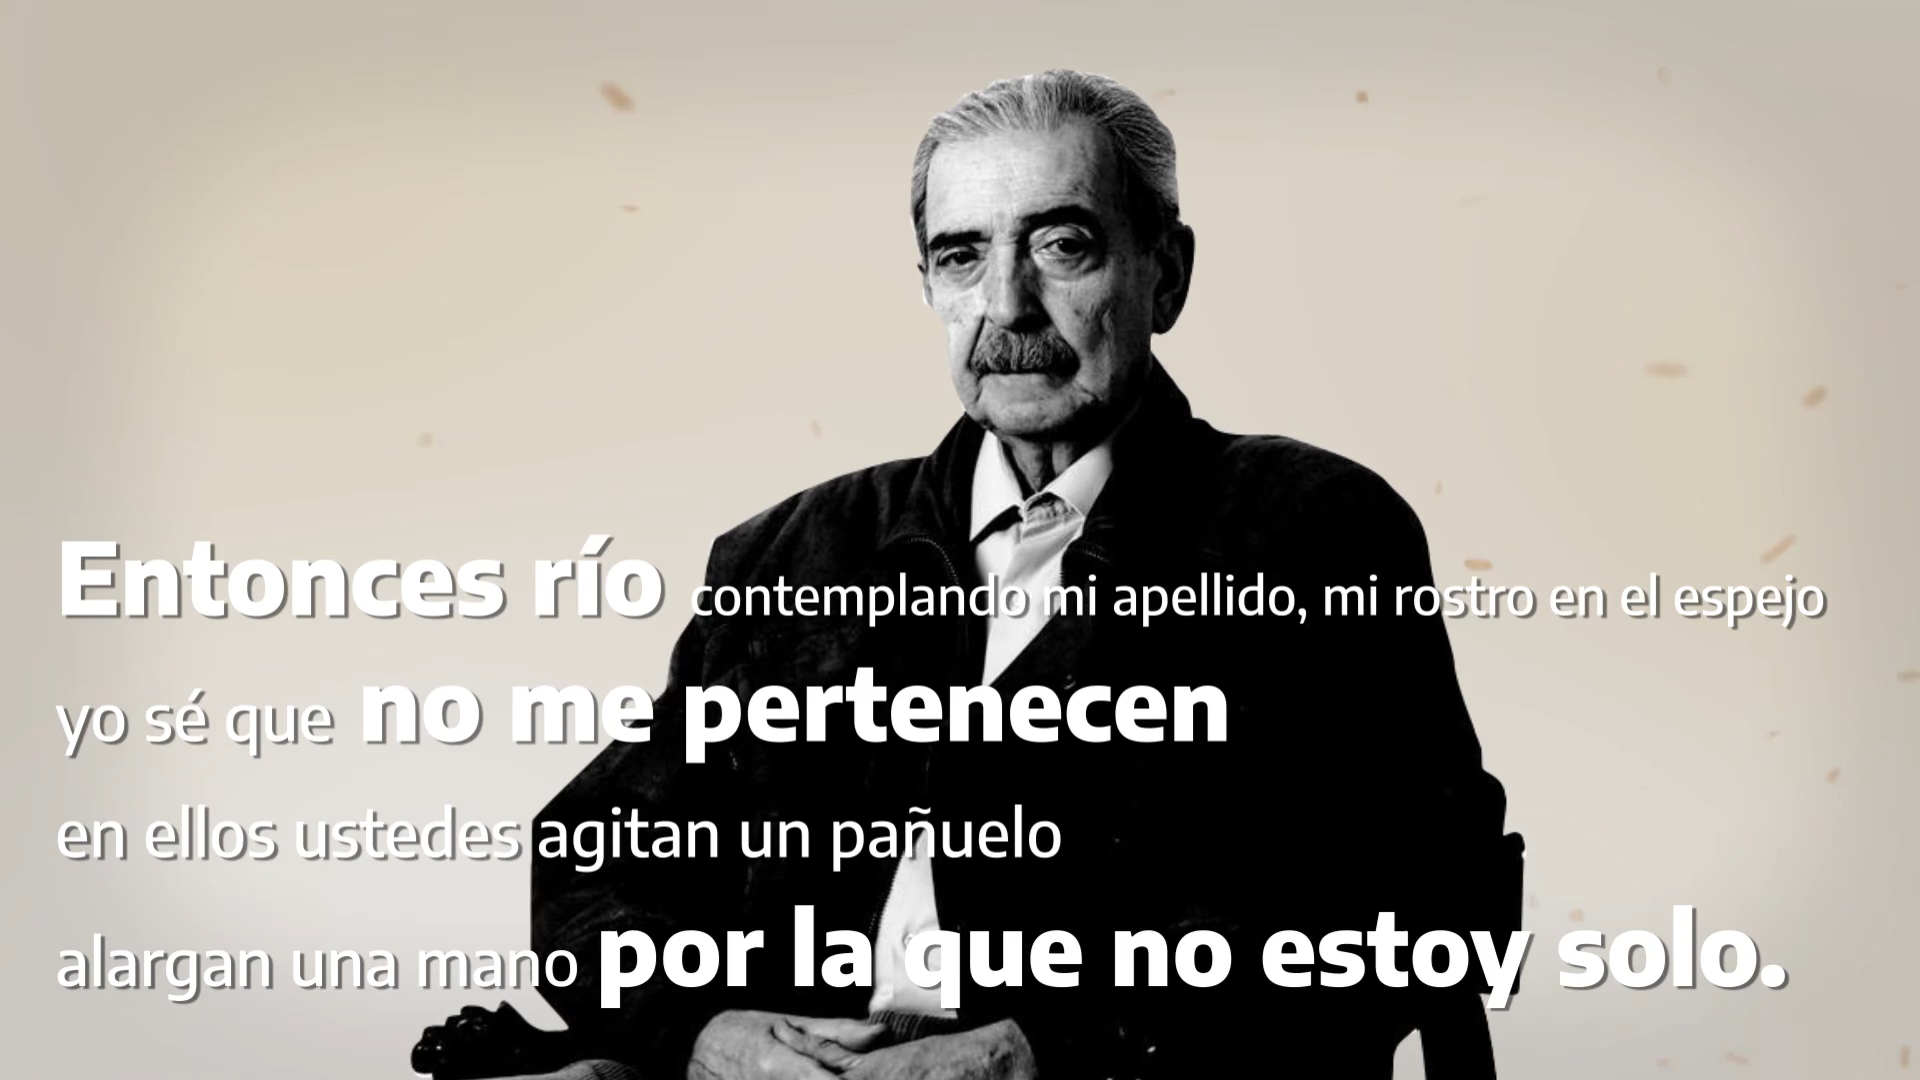 Entonces río contemplando mi apellido, mi rostro en el espejo
yo sé que no me pertenecen
en ellos ustedes agitan un pañuelo
alargan una mano por la que no estoy solo.